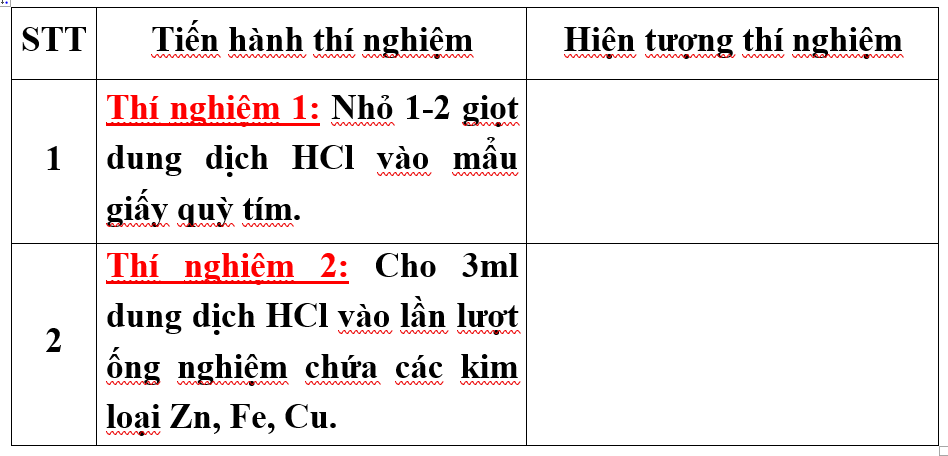 STT
Tiến hành thí nghiệm
Hiện tượng thí nghiệm
1
Thí nghiệm 1: Nhỏ 1-2 giọt
dung dịch HCl vào mẩu
giấy quỳ tím.
2
Thí nghiệm 2: Cho 3ml
dung dịch HCl vào lần lượt
ống nghiệm chứa các kim
loại Zn, Fe, Cu.